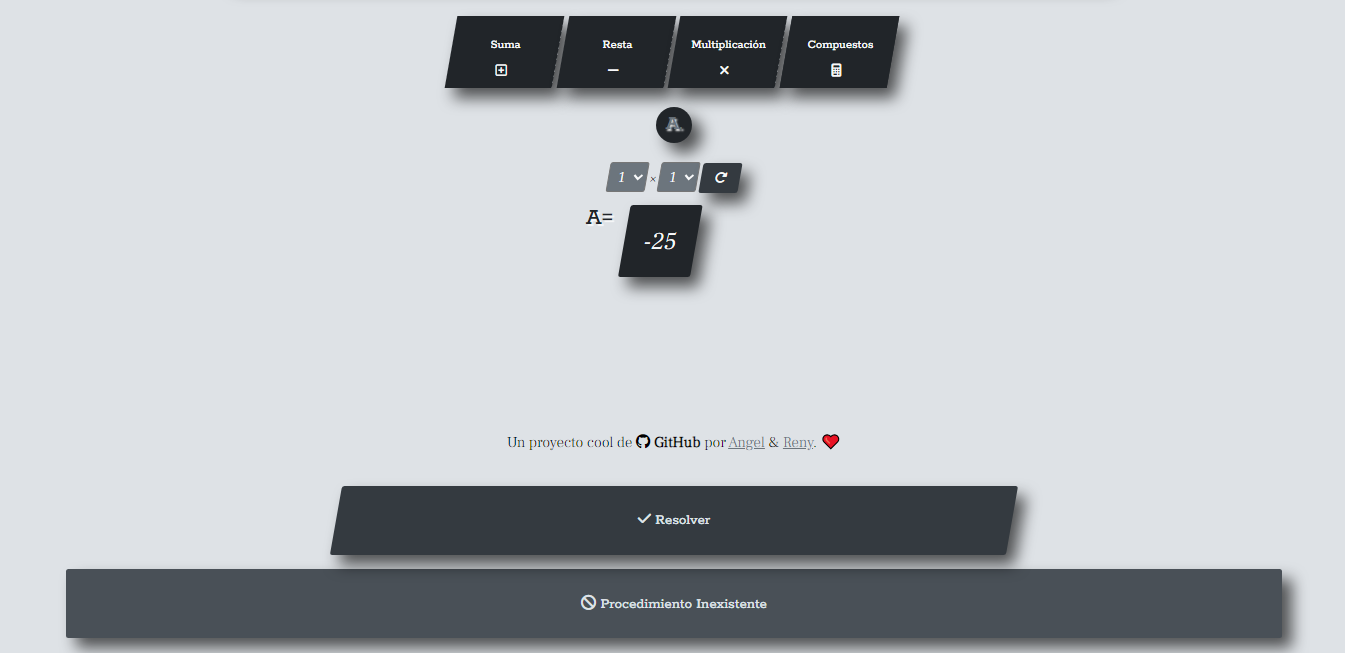 Suma Resta Multiplicación Compuestos
A
1 × 1
A= -25
Un proyecto cool de GitHub por Angel & Reny.
Resolver
Procedimiento Inexistente